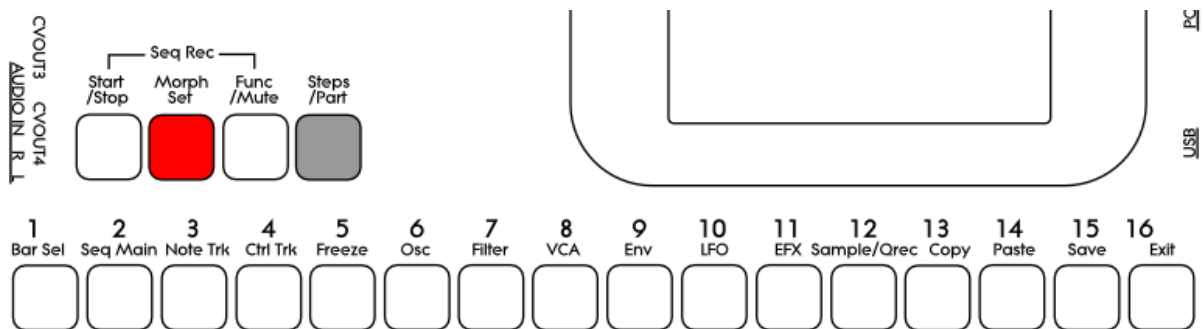 CVOUT3 CVOUT4
AUDIO IN R L
Seq Rec
Start Morph Func Steps
/Stop Set /Mute /Part
PC
USB
1 2 3 4 5 6 7 8 9 10 11 12 13 14 15 16
Bar Sel Seq Main Note Trk Ctrl Trk Freeze Osc Filter VCA Env LFO EFX Sample/Qrec Copy Paste Save Exit